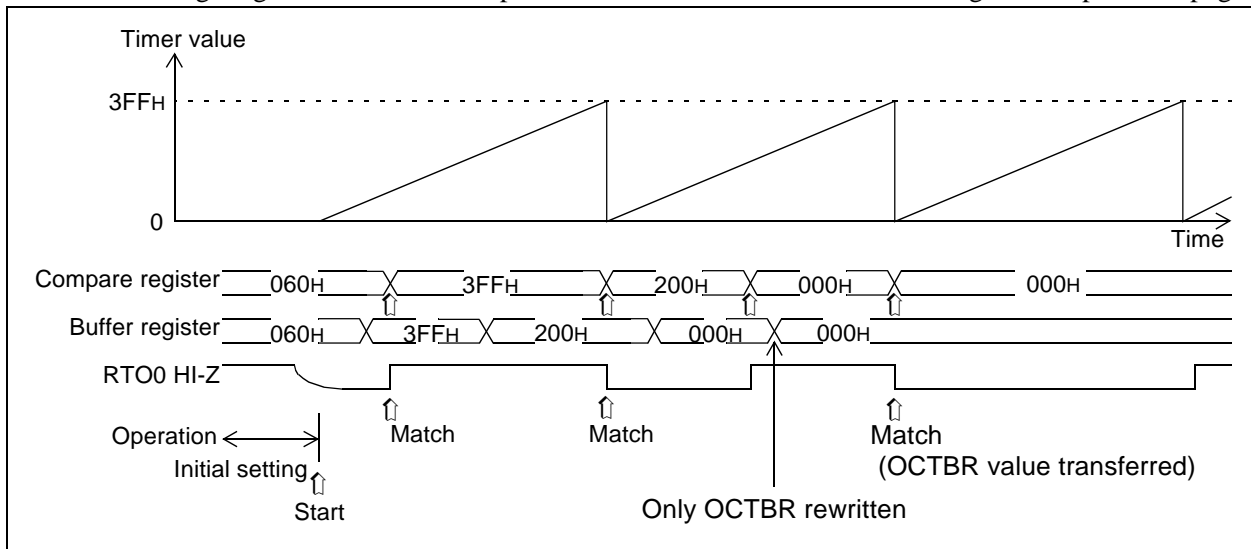 Timer value
3FFH
0
Time
Compare register 060H 3FFH 200H 000H 000H
Buffer register 060H 3FFH 200H 000H 000H
RTO0 HI-Z
Operation Match Match Match
Initial setting (OCTBR value transferred)
Start Only OCTBR rewritten